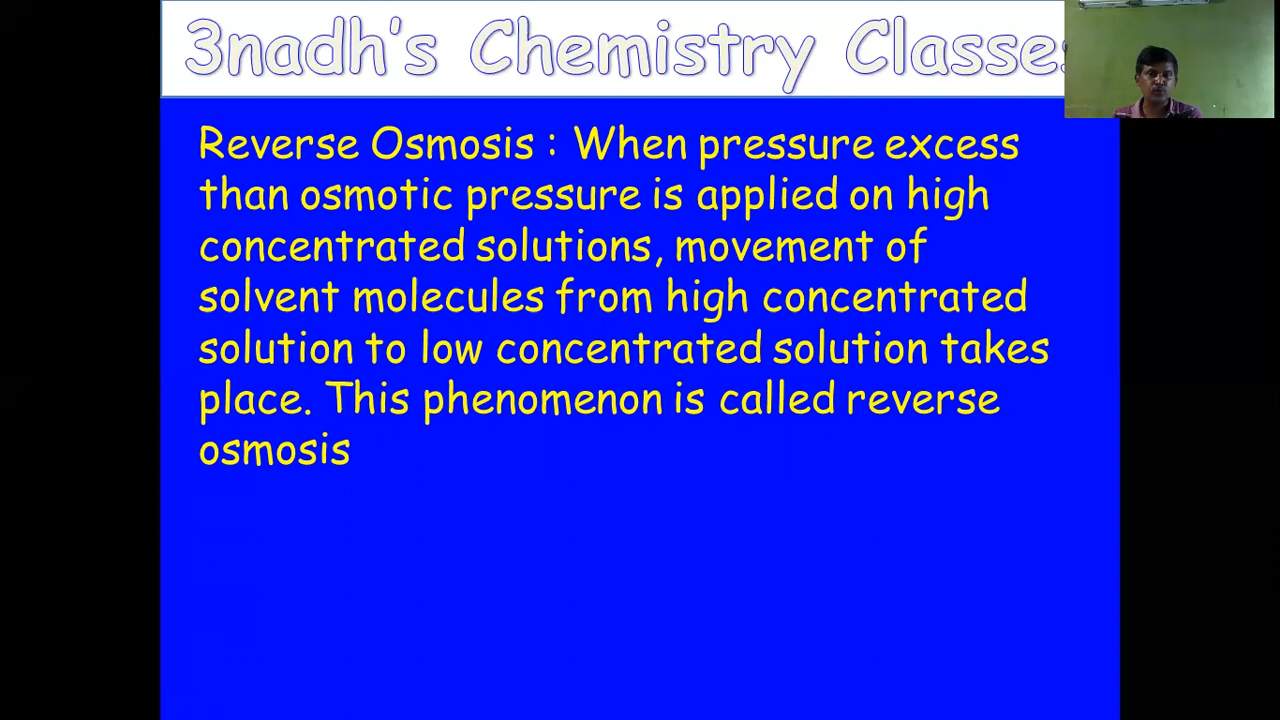 3nadh's Chemistry Classes
Reverse Osmosis : When pressure excess
than osmotic pressure is applied on high
concentrated solutions, movement of
solvent molecules from high concentrated
solution to low concentrated solution takes
place. This phenomenon is called reverse
osmosis